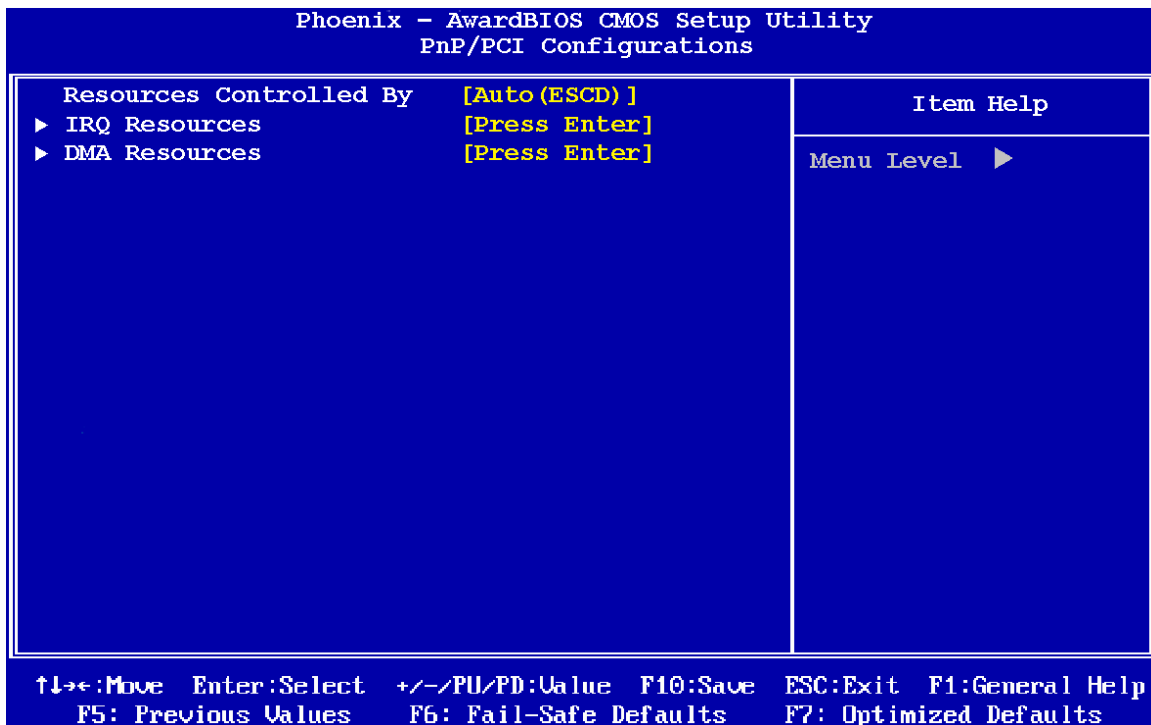 Phoenix – AwardBIOS CMOS Setup Utility
PnP/PCI Configurations
Resources Controlled By [Auto(ESCD)]
► IRQ Resources [Press Enter]
► DMA Resources [Press Enter]
Item Help
Menu Level ►
↑↓→←:Move Enter:Select +/-/PU/PD:Value F10:Save ESC:Exit F1:General Help
F5: Previous Values F6: Fail-Safe Defaults F7: Optimized Defaults